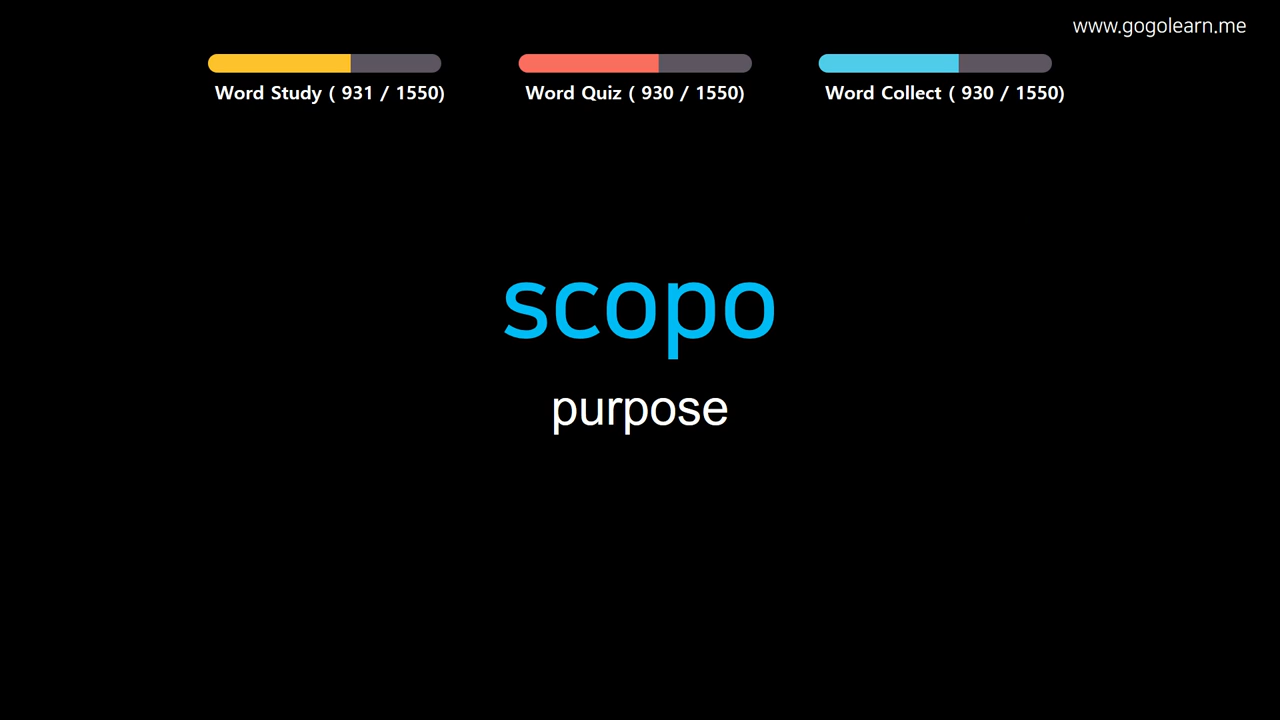 www.gogolearn.me
Word Study ( 931 / 1550)
Word Quiz ( 930 / 1550)
Word Collect ( 930 / 1550)
scopo
purpose